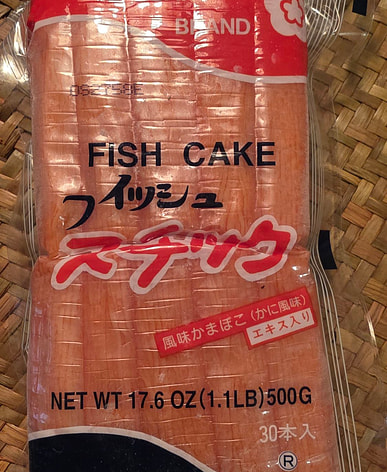 BRAND
FISH CAKE
フィッシュ
スチック
風味かまぼこ(かに風味)
エキス入り
NET WT 17.6 OZ(1.1LB)500G
30本入
®